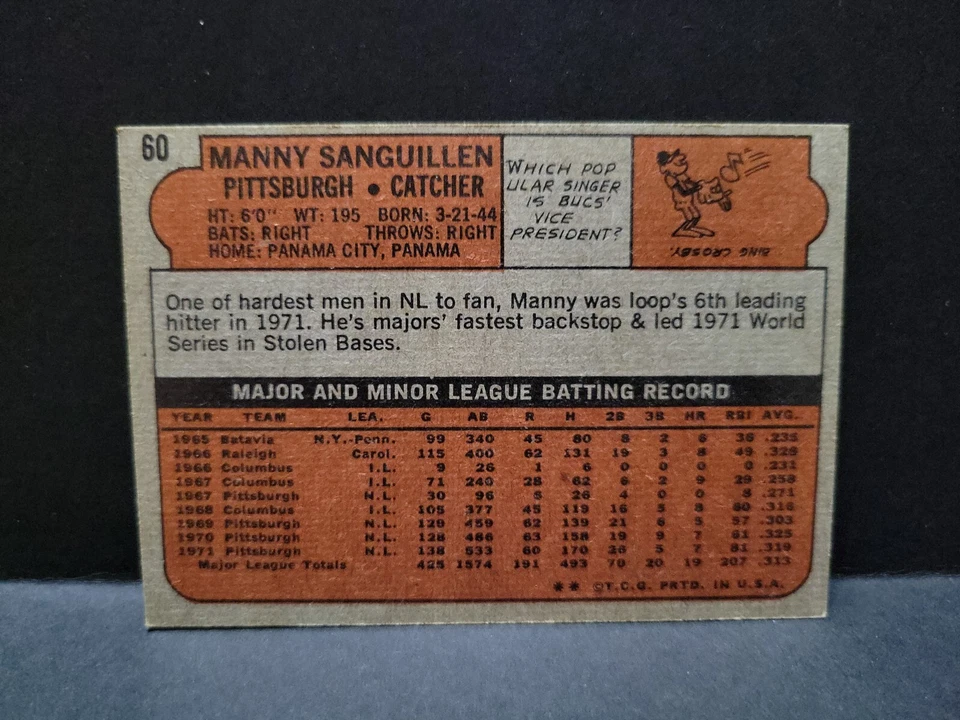 60
MANNY SANGUILLEN
PITTSBURGH • CATCHER
HT: 6'0" WT: 195 BORN: 3-21-44
BATS: RIGHT THROWS: RIGHT
HOME: PANAMA CITY, PANAMA
WHICH POP
ULAR SINGER
IS BUCS'
VICE
PRESIDENT?
BING CROSBY.
One of hardest men in NL to fan, Manny was loop's 6th leading
hitter in 1971. He's majors' fastest backstop & led 1971 World
Series in Stolen Bases.
MAJOR AND MINOR LEAGUE BATTING RECORD
YEAR TEAM LEA. G AB R H 2B 3B HR RBI AVG.
1965 Batavia N.Y.-Penn. 99 340 45 80 8 2 6 36 .235
1966 Raleigh Carol. 115 400 62 131 19 3 8 49 .328
1966 Columbus I.L. 9 26 1 6 0 0 0 0 .231
1967 Columbus I.L. 71 240 28 62 6 2 9 29 .258
1967 Pittsburgh N.L. 30 96 6 26 4 0 0 8 .271
1968 Columbus I.L. 105 377 45 119 16 5 8 60 .316
1969 Pittsburgh N.L. 129 459 62 139 21 6 5 57 .303
1970 Pittsburgh N.L. 128 486 63 158 19 9 7 61 .325
1971 Pittsburgh N.L. 138 533 60 170 26 5 7 81 .319
Major League Totals 425 1574 191 493 70 20 19 207 .313
** ©T.C.G. PRTD. IN U.S.A.